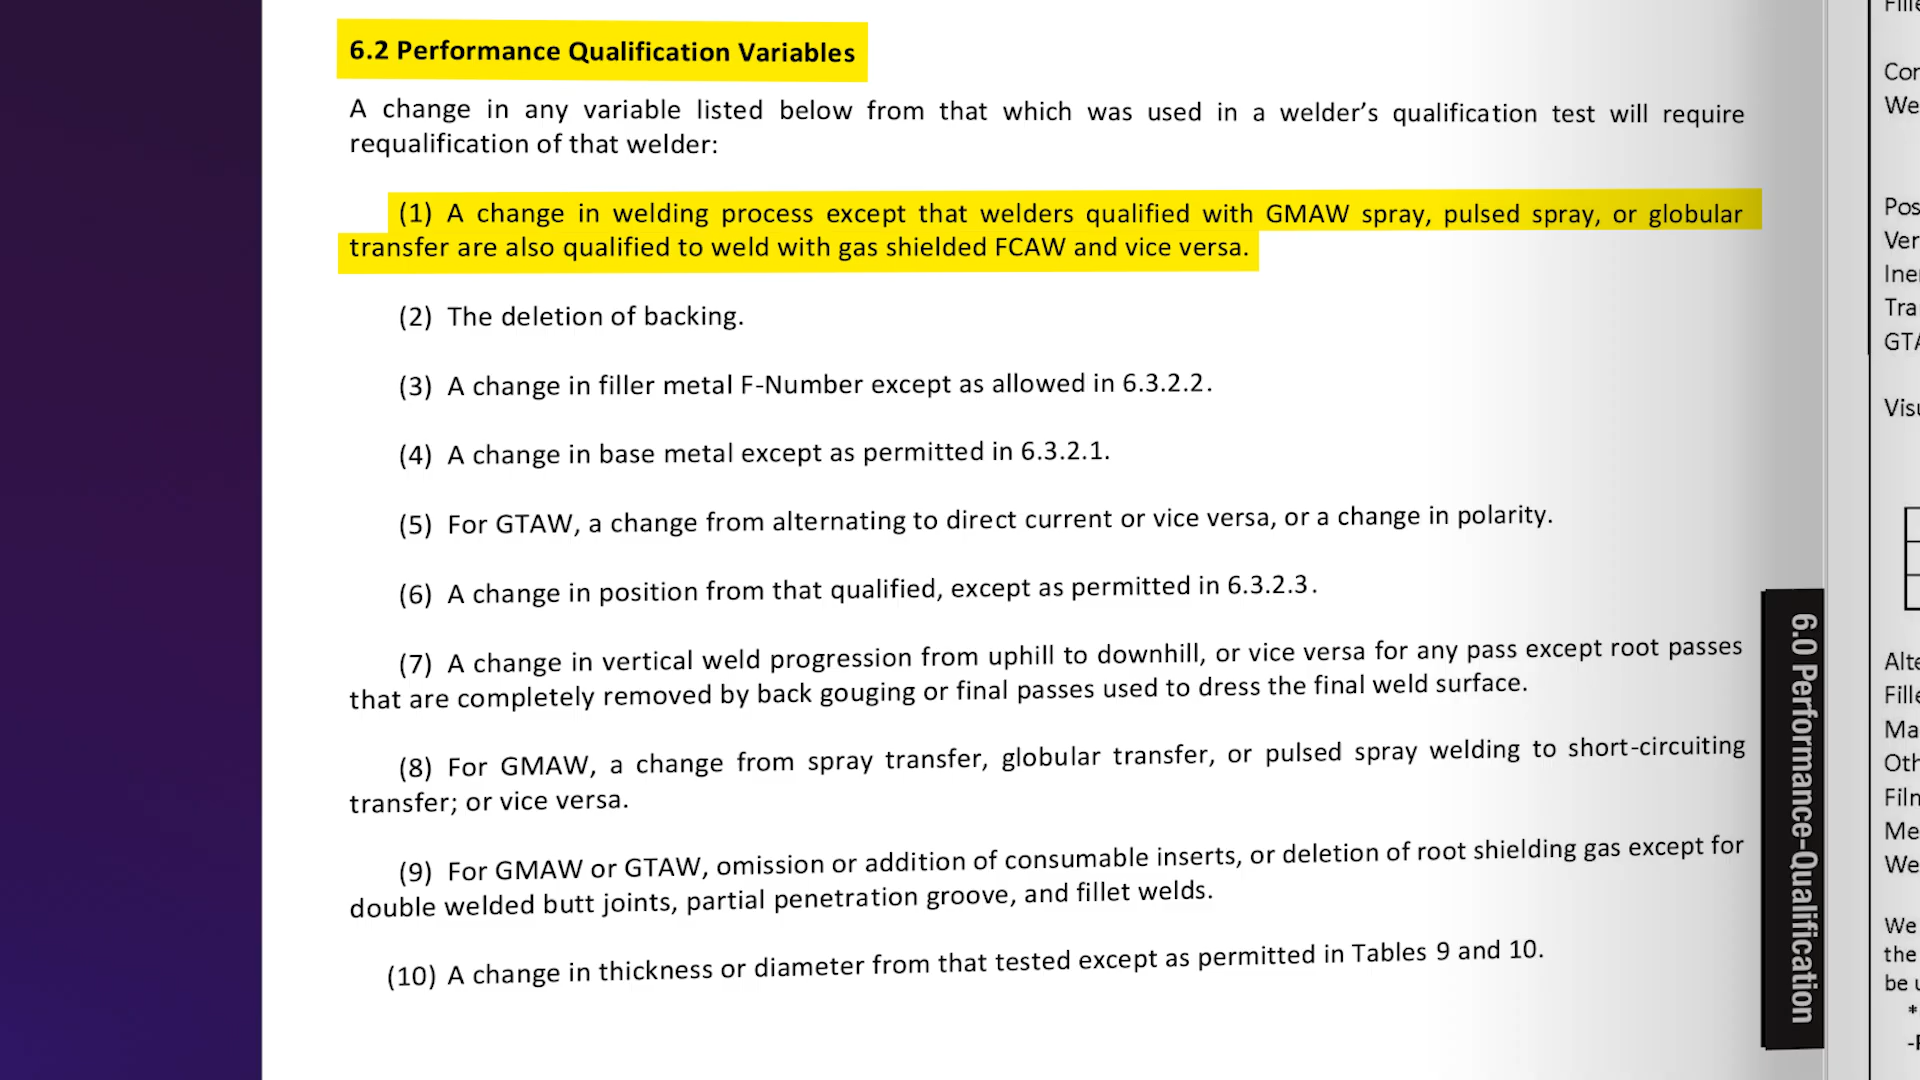 6.2 Performance Qualification Variables
A change in any variable listed below from that which was used in a welder’s qualification test will require
requalification of that welder:
(1) A change in welding process except that welders qualified with GMAW spray, pulsed spray, or globular
transfer are also qualified to weld with gas shielded FCAW and vice versa.
(2) The deletion of backing.
(3) A change in filler metal F-Number except as allowed in 6.3.2.2.
(4) A change in base metal except as permitted in 6.3.2.1.
(5) For GTAW, a change from alternating to direct current or vice versa, or a change in polarity.
(6) A change in position from that qualified, except as permitted in 6.3.2.3.
(7) A change in vertical weld progression from uphill to downhill, or vice versa for any pass except root passes
that are completely removed by back gouging or final passes used to dress the final weld surface.
(8) For GMAW, a change from spray transfer, globular transfer, or pulsed spray welding to short-circuiting
transfer; or vice versa.
(9) For GMAW or GTAW, omission or addition of consumable inserts, or deletion of root shielding gas except for
double welded butt joints, partial penetration groove, and fillet welds.
(10) A change in thickness or diameter from that tested except as permitted in Tables 9 and 10.
6.0 Performance-Qualification
the